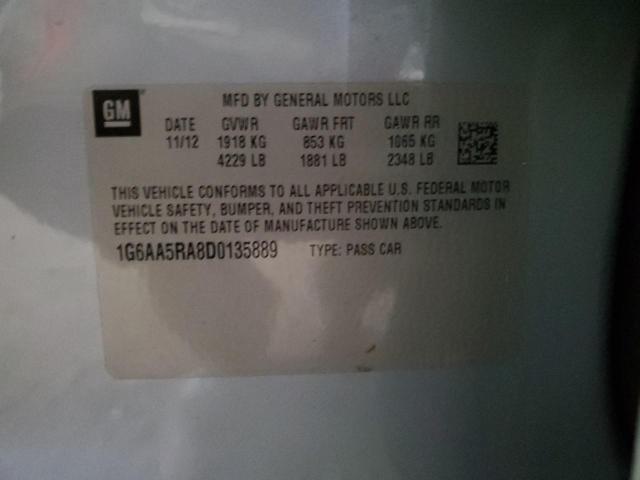 GM
MFD BY GENERAL MOTORS LLC
DATE GVWR GAWR FRT GAWR RR
11/12 1918 KG 853 KG 1065 KG
4229 LB 1881 LB 2348 LB
THIS VEHICLE CONFORMS TO ALL APPLICABLE U.S. FEDERAL MOTOR
VEHICLE SAFETY, BUMPER, AND THEFT PREVENTION STANDARDS IN
EFFECT ON THE DATE OF MANUFACTURE SHOWN ABOVE.
1G6AA5RA8D0135889 TYPE: PASS CAR